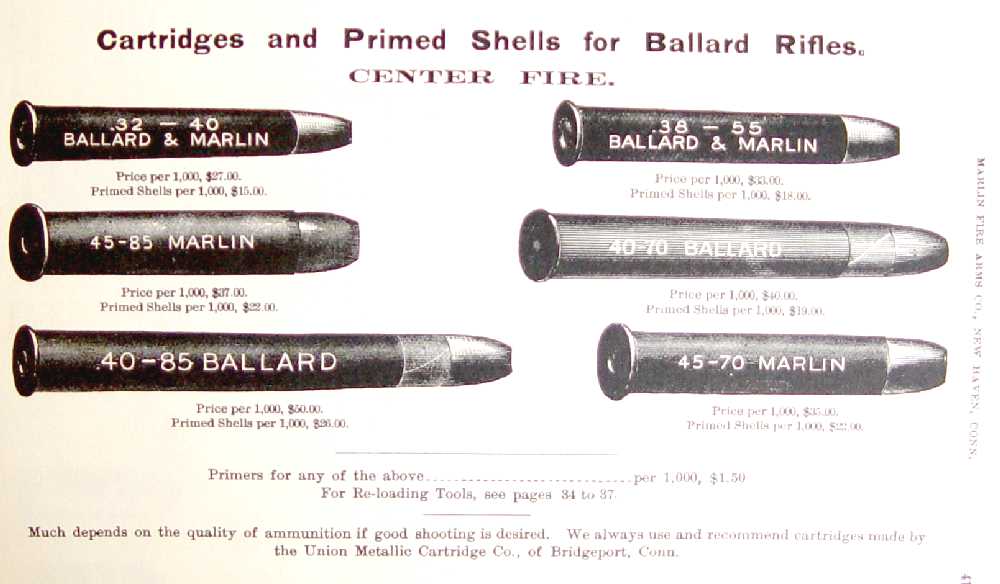 Cartridges and Primed Shells for Ballard Rifles.
CENTER FIRE.
.32 — 40
BALLARD & MARLIN
Price per 1,000, $27.00.
Primed Shells per 1,000, $15.00.
.38 — 55
BALLARD & MARLIN
Price per 1,000, $33.00.
Primed Shells per 1,000, $18.00.
45-85 MARLIN
Price per 1,000, $37.00.
Primed Shells per 1,000, $22.00.
40-70 BALLARD
Price per 1,000, $40.00.
Primed Shells per 1,000, $19.00.
.40-85 BALLARD
Price per 1,000, $50.00.
Primed Shells per 1,000, $26.00.
45-70 MARLIN
Price per 1,000, $35.00.
Primed Shells per 1,000,
Primers for any of the above............................per 1,000, $1.50
For Re-loading Tools, see pages 34 to 37.
Much depends on the quality of ammunition if good shooting is desired. We always use and recommend cartridges made by
the Union Metallic Cartridge Co., of Bridgeport, Conn.
MARLIN FIRE ARMS CO., NEW HAVEN, CONN.
41